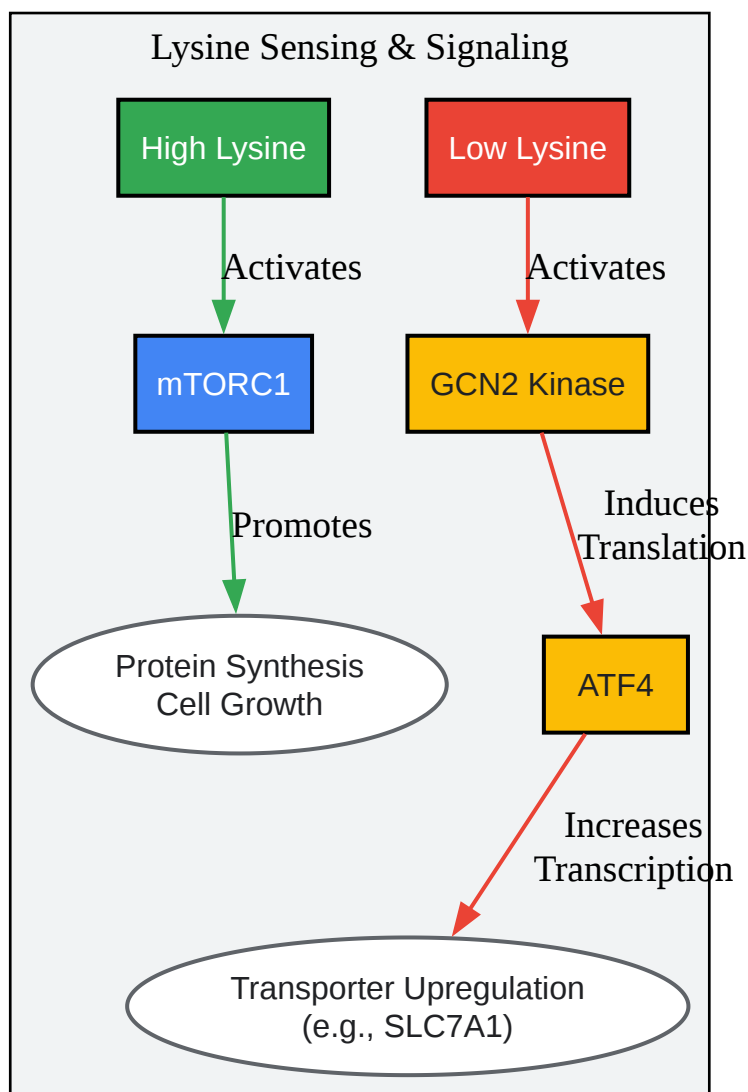 Lysine Sensing & Signaling
High Lysine
Low Lysine
Activates
Activates
mTORC1
GCN2 Kinase
Promotes
Induces
Translation
Protein Synthesis
Cell Growth
ATF4
Increases
Transcription
Transporter Upregulation
(e.g., SLC7A1)